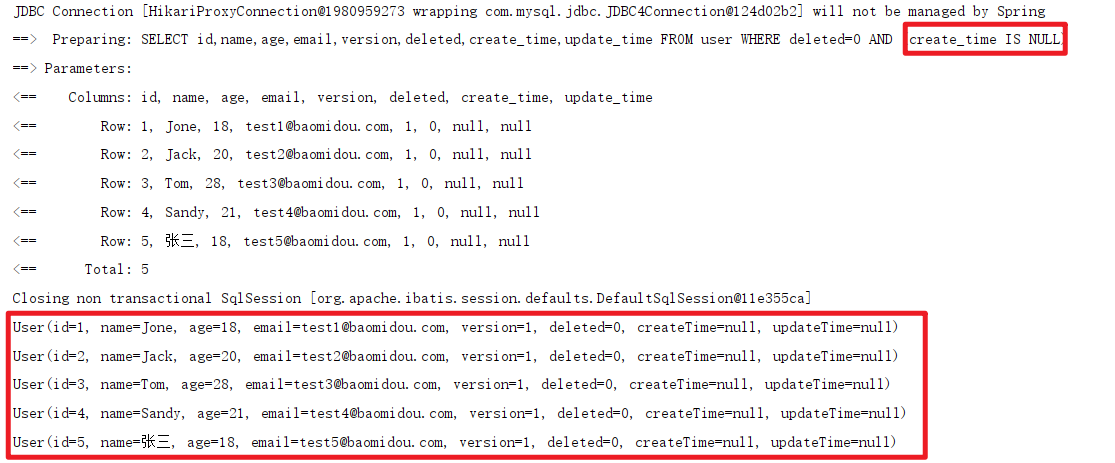 JDBC Connection [HikariProxyConnection@1980959273 wrapping com.mysql.jdbc.JDBC4Connection@124d02b2] will not be managed by Spring
==>  Preparing: SELECT id,name,age,email,version,deleted,create_time,update_time FROM user WHERE deleted=0 AND (create_time IS NULL)
==> Parameters:
<==    Columns: id, name, age, email, version, deleted, create_time, update_time
<==        Row: 1, Jone, 18, test1@baomidou.com, 1, 0, null, null
<==        Row: 2, Jack, 20, test2@baomidou.com, 1, 0, null, null
<==        Row: 3, Tom, 28, test3@baomidou.com, 1, 0, null, null
<==        Row: 4, Sandy, 21, test4@baomidou.com, 1, 0, null, null
<==        Row: 5, 张三, 18, test5@baomidou.com, 1, 0, null, null
<==      Total: 5
Closing non transactional SqlSession [org.apache.ibatis.session.defaults.DefaultSqlSession@11e355ca]
User(id=1, name=Jone, age=18, email=test1@baomidou.com, version=1, deleted=0, createTime=null, updateTime=null)
User(id=2, name=Jack, age=20, email=test2@baomidou.com, version=1, deleted=0, createTime=null, updateTime=null)
User(id=3, name=Tom, age=28, email=test3@baomidou.com, version=1, deleted=0, createTime=null, updateTime=null)
User(id=4, name=Sandy, age=21, email=test4@baomidou.com, version=1, deleted=0, createTime=null, updateTime=null)
User(id=5, name=张三, age=18, email=test5@baomidou.com, version=1, deleted=0, createTime=null, updateTime=null)